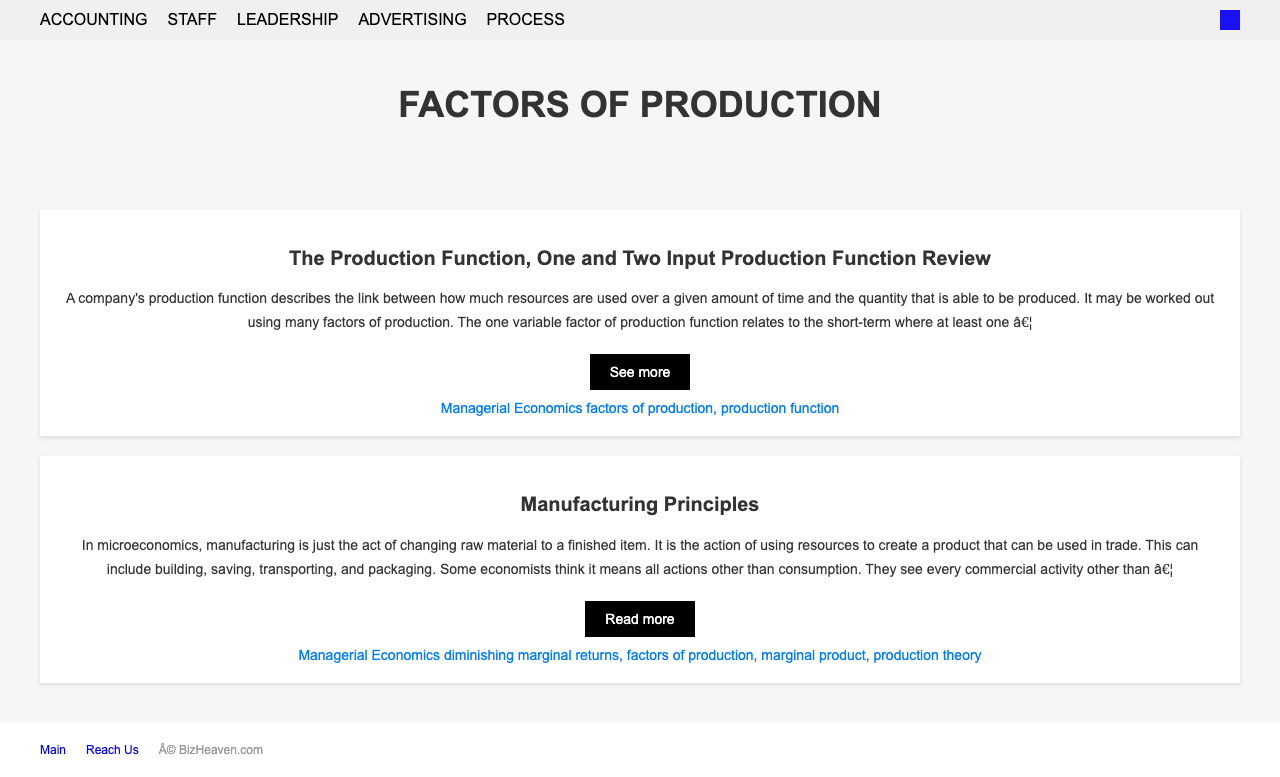 ACCOUNTING STAFF LEADERSHIP ADVERTISING PROCESS
FACTORS OF PRODUCTION
The Production Function, One and Two Input Production Function Review
A company's production function describes the link between how much resources are used over a given amount of time and the quantity that is able to be produced. It may be worked out
using many factors of production. The one variable factor of production function relates to the short-term where at least one â€¦
See more
Managerial Economics factors of production, production function
Manufacturing Principles
In microeconomics, manufacturing is just the act of changing raw material to a finished item. It is the action of using resources to create a product that can be used in trade. This can
include building, saving, transporting, and packaging. Some economists think it means all actions other than consumption. They see every commercial activity other than â€¦
Read more
Managerial Economics diminishing marginal returns, factors of production, marginal product, production theory
Main Reach Us Â© BizHeaven.com